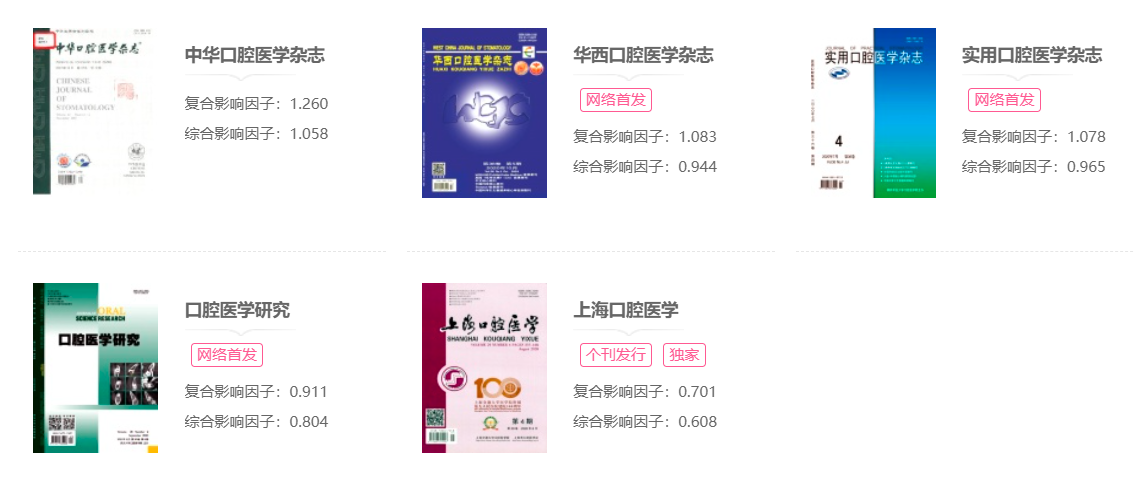 中华口腔医学杂志
CHINESE
JOURNAL
OF
STOMATOLOGY
中华口腔医学杂志
复合影响因子：1.260
综合影响因子：1.058
WEST CHINA JOURNAL OF STOMATOLOGY
华西口腔医学杂志
HUAXI KOUQIANG YIXUE ZAZHI
华西口腔医学杂志
网络首发
复合影响因子：1.083
综合影响因子：0.944
实用口腔医学杂志
4
实用口腔医学杂志
网络首发
复合影响因子：1.078
综合影响因子：0.965
ORAL
SCIENCE RESEARCH
口腔医学研究
口腔医学研究
网络首发
复合影响因子：0.911
综合影响因子：0.804
上海口腔医学
SHANGHAI KOUQIANG YIXUE
100
第4期
上海口腔医学
个刊发行 独家
复合影响因子：0.701
综合影响因子：0.608